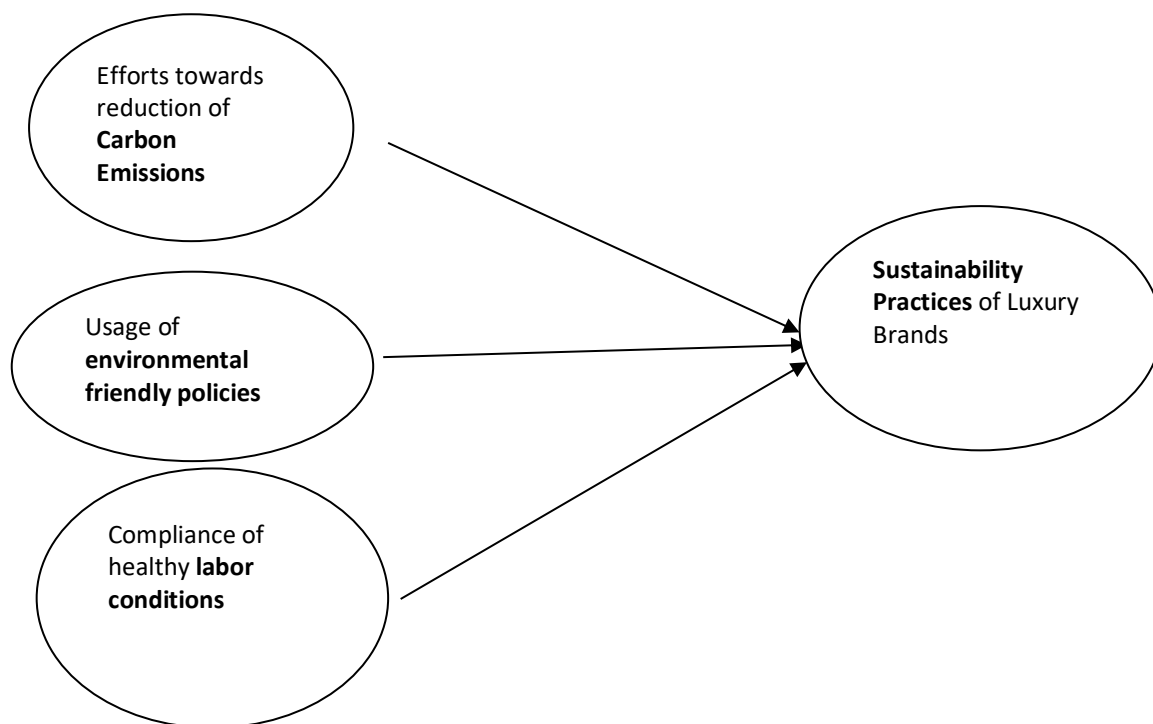 Efforts towards
reduction of
Carbon
Emissions
Usage of
environmental
friendly policies
Compliance of
healthy labor
conditions
Sustainability
Practices of Luxury
Brands